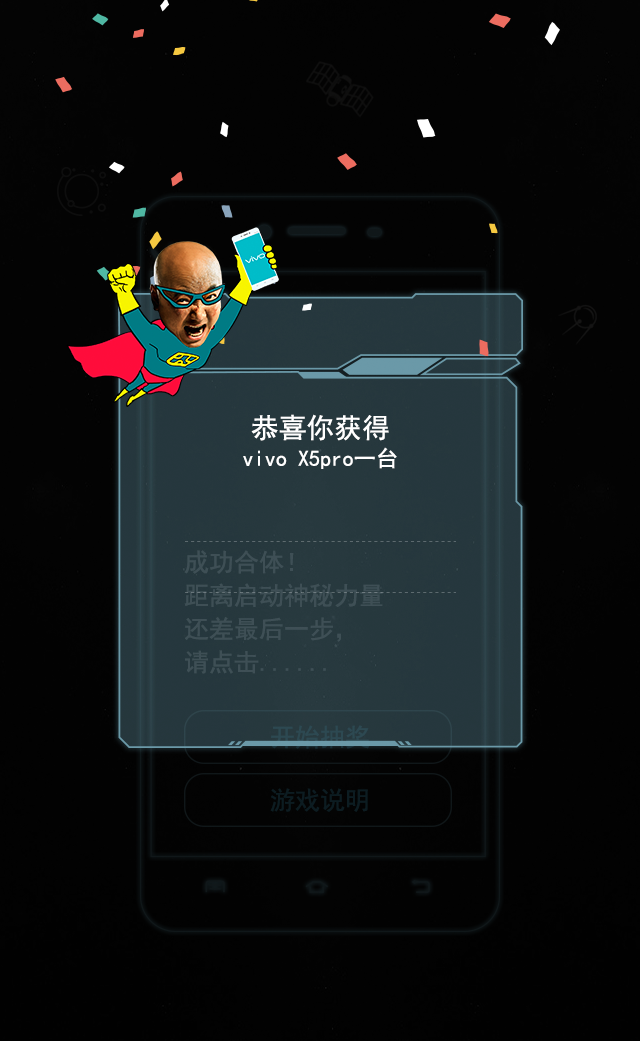 vivo
恭喜你获得
vivo X5pro一台
成功合体！
距离启动神秘力量
还差最后一步，
请点击......
开始抽奖
游戏说明